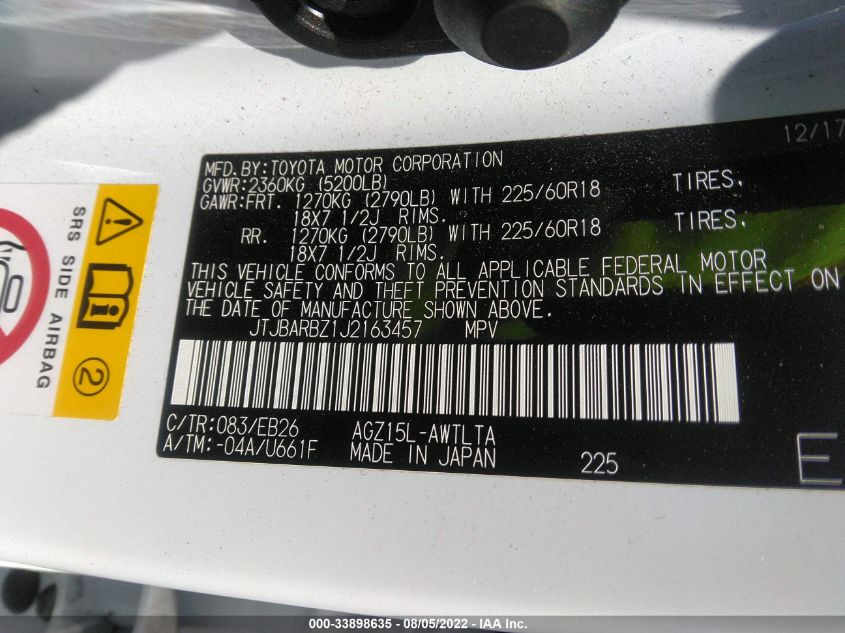 12/17
MFD.BY:TOYOTA MOTOR CORPORATION
GVWR:2360KG (5200LB)
GAWR:FRT. 1270KG (2790LB) WITH 225/60R18 TIRES,
18X7 1/2J RIMS.
RR. 1270KG (2790LB) WITH 225/60R18 TIRES,
18X7 1/2J RIMS.
THIS VEHICLE CONFORMS TO ALL APPLICABLE FEDERAL MOTOR
VEHICLE SAFETY AND THEFT PREVENTION STANDARDS IN EFFECT ON
THE DATE OF MANUFACTURE SHOWN ABOVE.
JTJBARBZ1J2163457 MPV
C/TR:083/EB26 AGZ15L-AWTLTA
A/TM:-04A/U661F MADE IN JAPAN 225
E
SRS SIDE AIRBAG
2
000-33898635 - 08/05/2022 - IAA Inc.